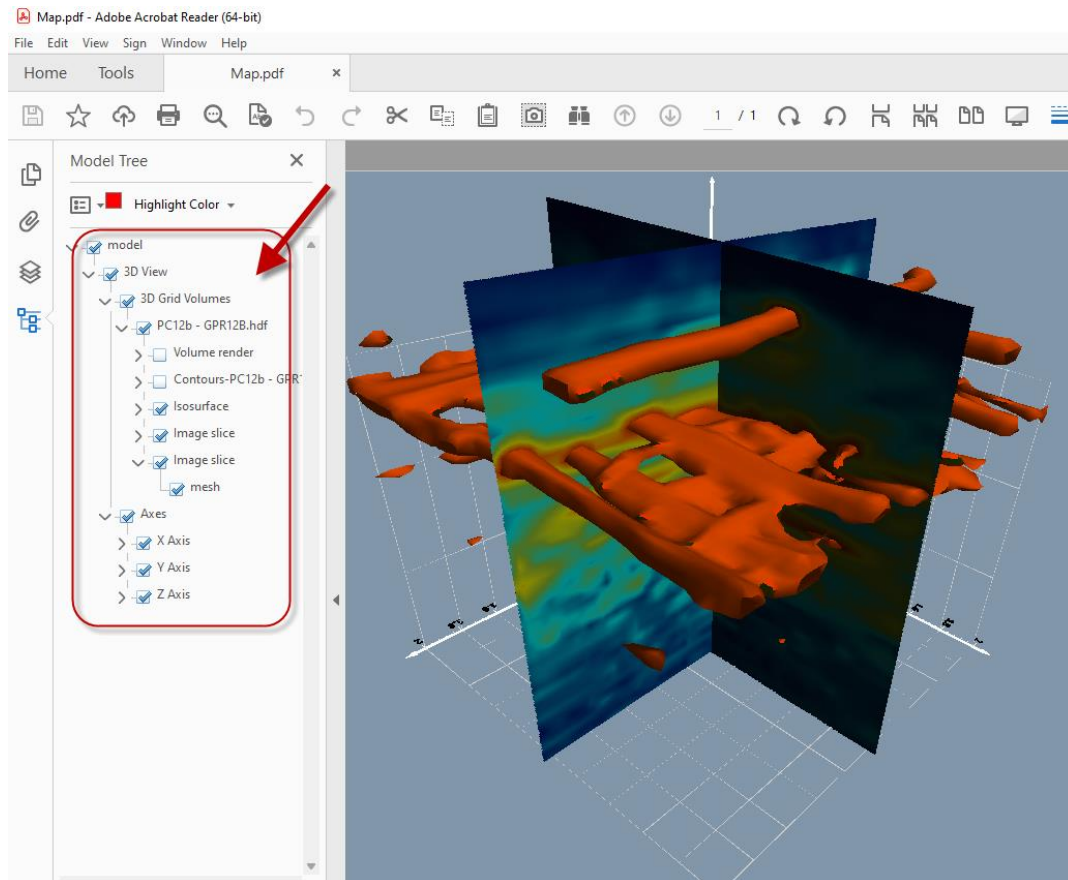 Map.pdf - Adobe Acrobat Reader (64-bit)
File Edit View Sign Window Help
Home Tools Map.pdf ×
1 / 1
Model Tree
Highlight Color
model
3D View
3D Grid Volumes
PC12b - GPR12B.hdf
Volume render
Contours-PC12b - GPR
Isosurface
Image slice
Image slice
mesh
Axes
X Axis
Y Axis
Z Axis